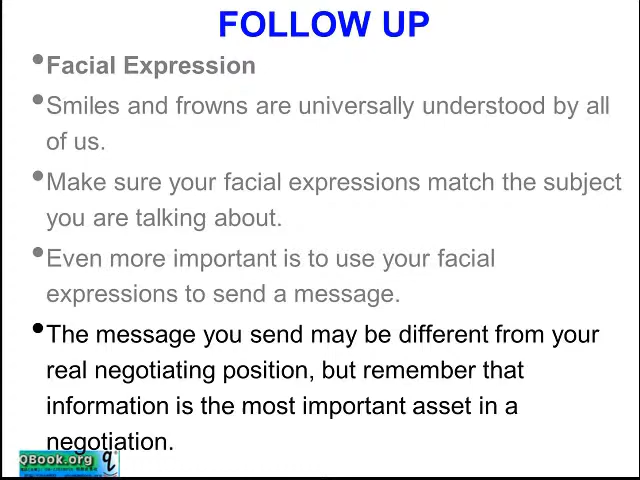 FOLLOW UP
•Facial Expression
•Smiles and frowns are universally understood by all
of us.
•Make sure your facial expressions match the subject
you are talking about.
•Even more important is to use your facial
expressions to send a message.
•The message you send may be different from your
real negotiating position, but remember that
information is the most important asset in a
negotiation.
QBook.org q